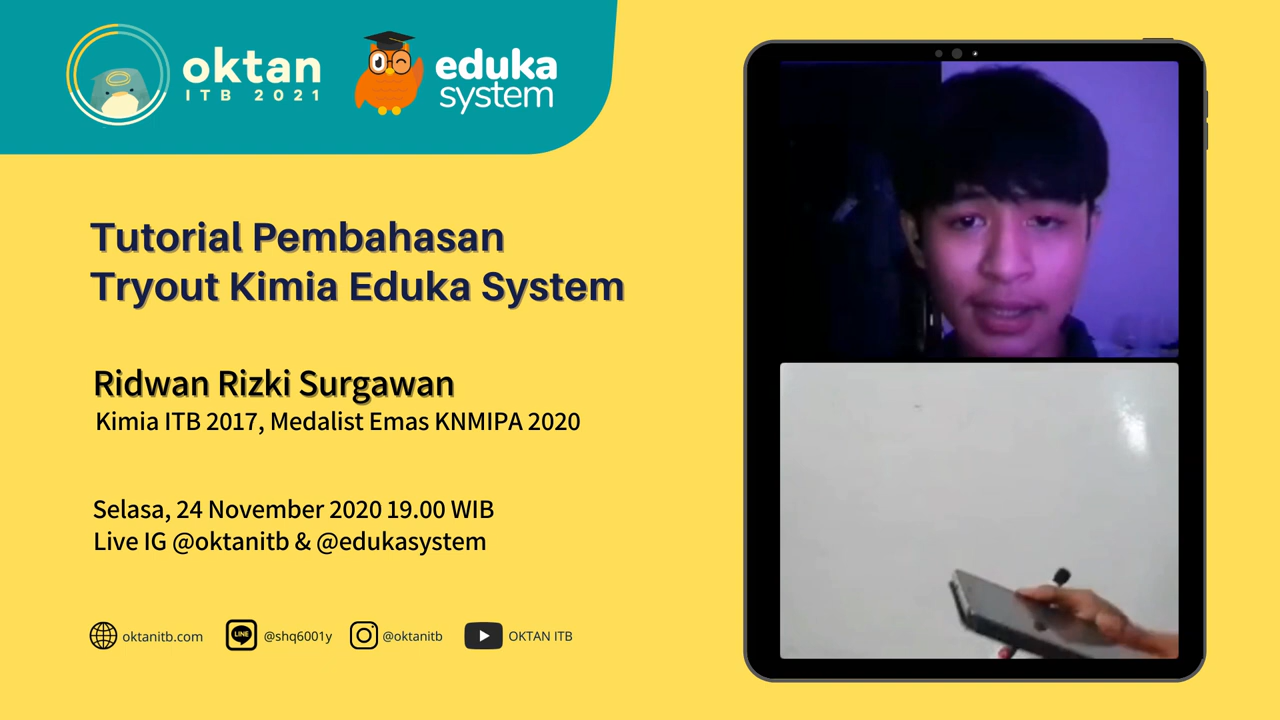 oktan
ITB 2021
eduka
system
Tutorial Pembahasan
Tryout Kimia Eduka System
Ridwan Rizki Surgawan
Kimia ITB 2017, Medalist Emas KNMIPA 2020
Selasa, 24 November 2020 19.00 WIB
Live IG @oktanitb & @edukasystem
oktanitb.com
LINE
@shq6001y
@oktanitb
OKTAN ITB